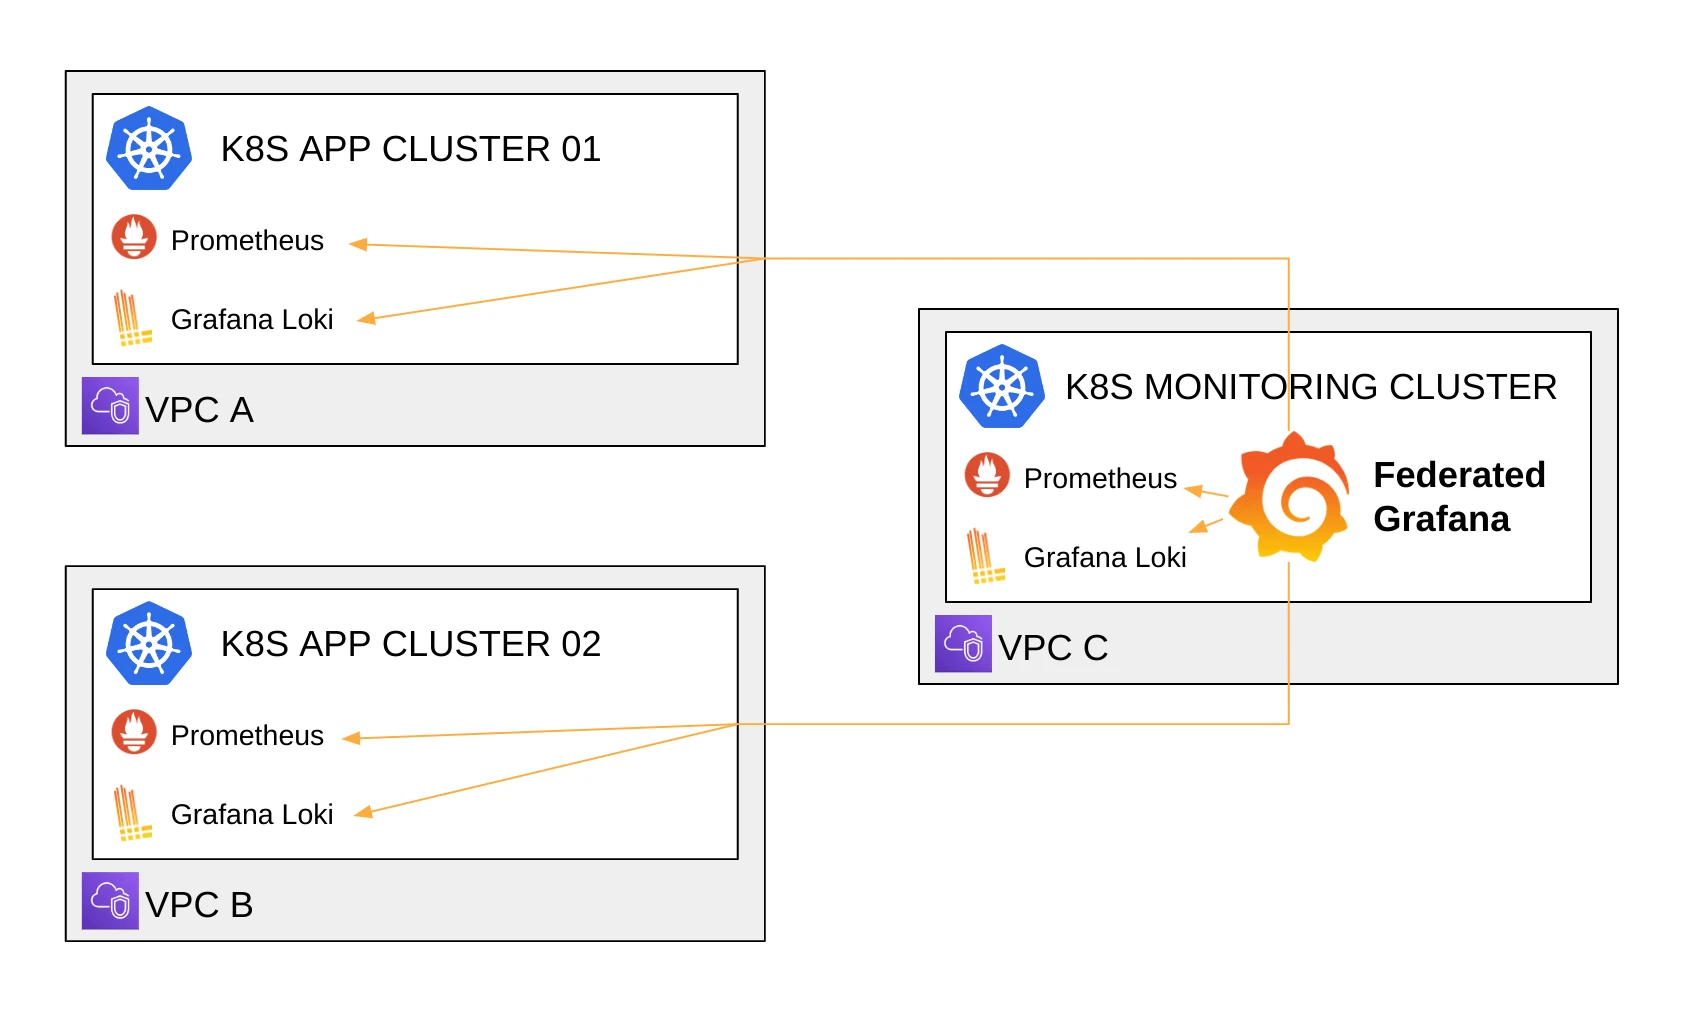 K8S APP CLUSTER 01
Prometheus
Grafana Loki
VPC A
K8S MONITORING CLUSTER
Prometheus
Grafana Loki
Federated
Grafana
VPC C
K8S APP CLUSTER 02
Prometheus
Grafana Loki
VPC B